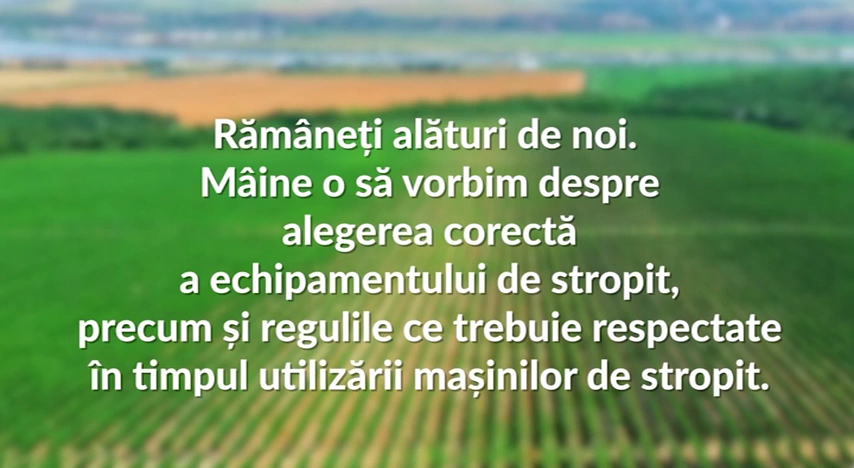 Rămâneți alături de noi.
Mâine o să vorbim despre
alegerea corectă
a echipamentului de stropit,
precum și regulile ce trebuie respectate
în timpul utilizării mașinilor de stropit.